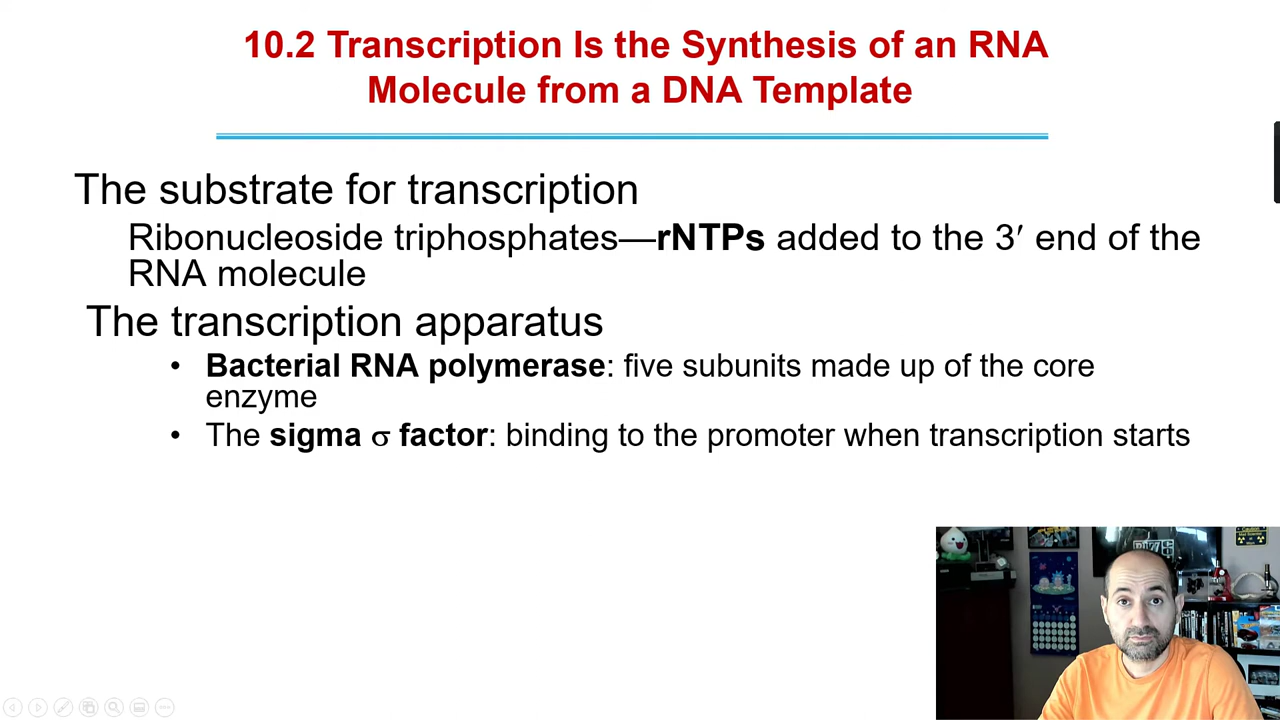 10.2 Transcription Is the Synthesis of an RNA
Molecule from a DNA Template
The substrate for transcription
Ribonucleoside triphosphates—rNTPs added to the 3′ end of the
RNA molecule
The transcription apparatus
• Bacterial RNA polymerase: five subunits made up of the core
enzyme
• The sigma σ factor: binding to the promoter when transcription starts